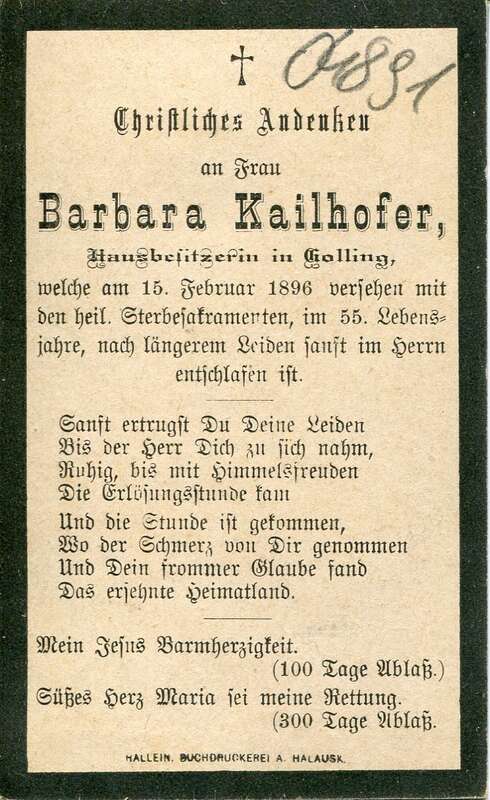 1891
Christliches Andenken
an Frau
Barbara Kailhofer,
Hausbesitzerin in Golling,
welche am 15. Februar 1896 versehen mit
den heil. Sterbesakramenten, im 55. Lebens=
jahre, nach längerem Leiden sanft im Herrn
entschlafen ist.
Sanft ertrugst Du Deine Leiden
Bis der Herr Dich zu sich nahm,
Ruhig, bis mit Himmelsfreuden
Die Erlösungsstunde kam
Und die Stunde ist gekommen,
Wo der Schmerz von Dir genommen
Und Dein frommer Glaube fand
Das ersehnte Heimatland.
Mein Jesus Barmherzigkeit.
(100 Tage Ablaß.)
Süßes Herz Maria sei meine Rettung.
(300 Tage Ablaß.
HALLEIN, BUCHDRUCKEREI A. HALAUSK.